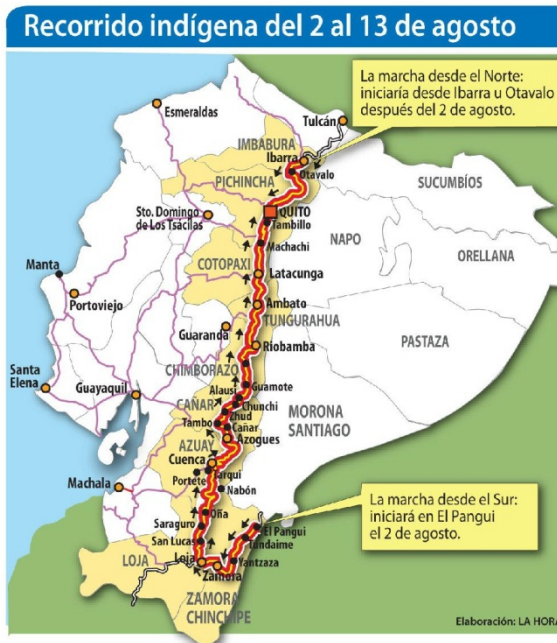 Recorrido indígena del 2 al 13 de agosto
La marcha desde el Norte:
iniciaría desde Ibarra u Otavalo
después del 2 de agosto.
Esmeraldas
Tulcán
IMBABURA
Ibarra
Otavalo
PICHINCHA
SUCUMBÍOS
QUITO
Sto. Domingo
de Los Tsáchilas
Tambillo
NAPO
Machachi
ORELLANA
COTOPAXI
Manta
Latacunga
Portoviejo
Ambato
TUNGURAHUA
Guaranda
PASTAZA
Riobamba
CHIMBORAZO
Santa
Elena
Guayaquil
Alausí
Guamote
Chunchi
CAÑAR
Zhud
MORONA
SANTIAGO
Tambo
Cañar
Azogues
AZUAY
Cuenca
Tarqui
Machala
Portete
Nabón
La marcha desde el Sur:
iniciará en El Pangui
el 2 de agosto.
Oña
Saraguro
El Pangui
San Lucas
Tundaime
LOJA
Loja
Yantzaza
Zamora
ZAMORA
CHINCHIPE
Elaboración: LA HORA